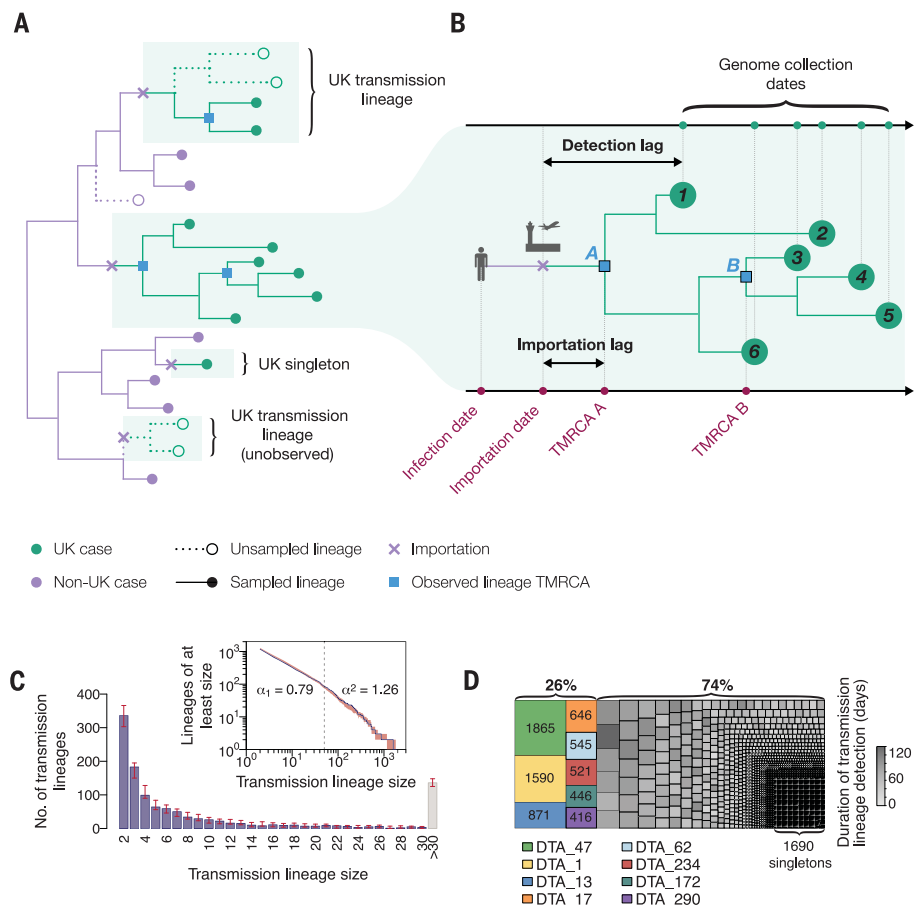 A
UK transmission
lineage
UK singleton
UK transmission
lineage
(unobserved)
B
Genome collection
dates
Detection lag
1
2
A
B
3
4
5
6
Importation lag
Infection date
Importation date
TMRCA A
TMRCA B
UK case
Unsampled lineage
Importation
Non-UK case
Sampled lineage
Observed lineage TMRCA
C
No. of transmission
lineages
400
300
200
100
0
2
4
6
8
10
12
14
16
18
20
22
24
26
28
30
>30
Transmission lineage size
Lineages of at
least size
10³
10²
10¹
10⁰
α₁ = 0.79
α² = 1.26
10⁰
10¹
10²
10³
Transmission lineage size
D
26%
74%
1865
646
545
1590
521
446
871
416
1690
singletons
Duration of transmission
lineage detection (days)
120
60
0
DTA_47
DTA_62
DTA_1
DTA_234
DTA_13
DTA_172
DTA_17
DTA_290